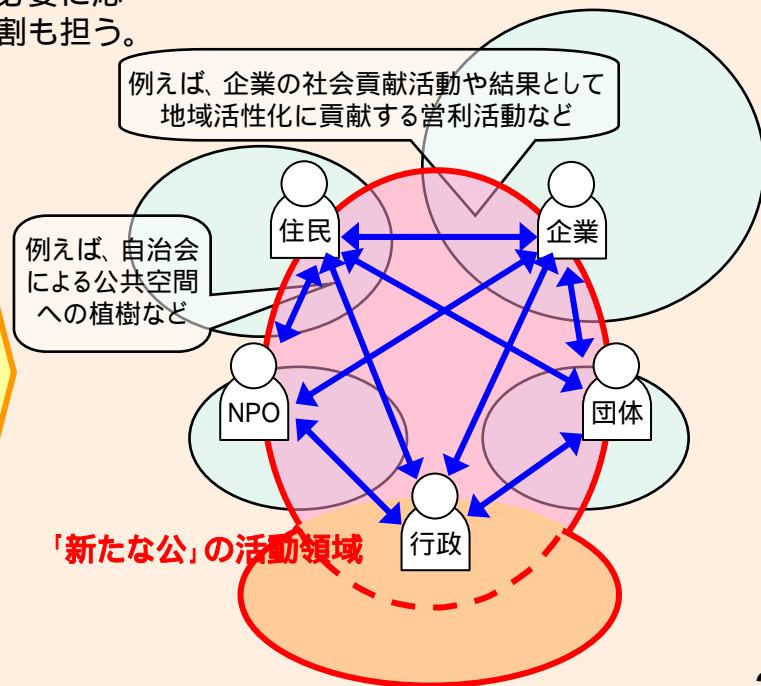 割も担う。
例えば、企業の社会貢献活動や結果として
地域活性化に貢献する営利活動など
住民
企業
例えば、自治会
による公共空間
への植樹など
NPO
団体
行政
「新たな公」の活動領域